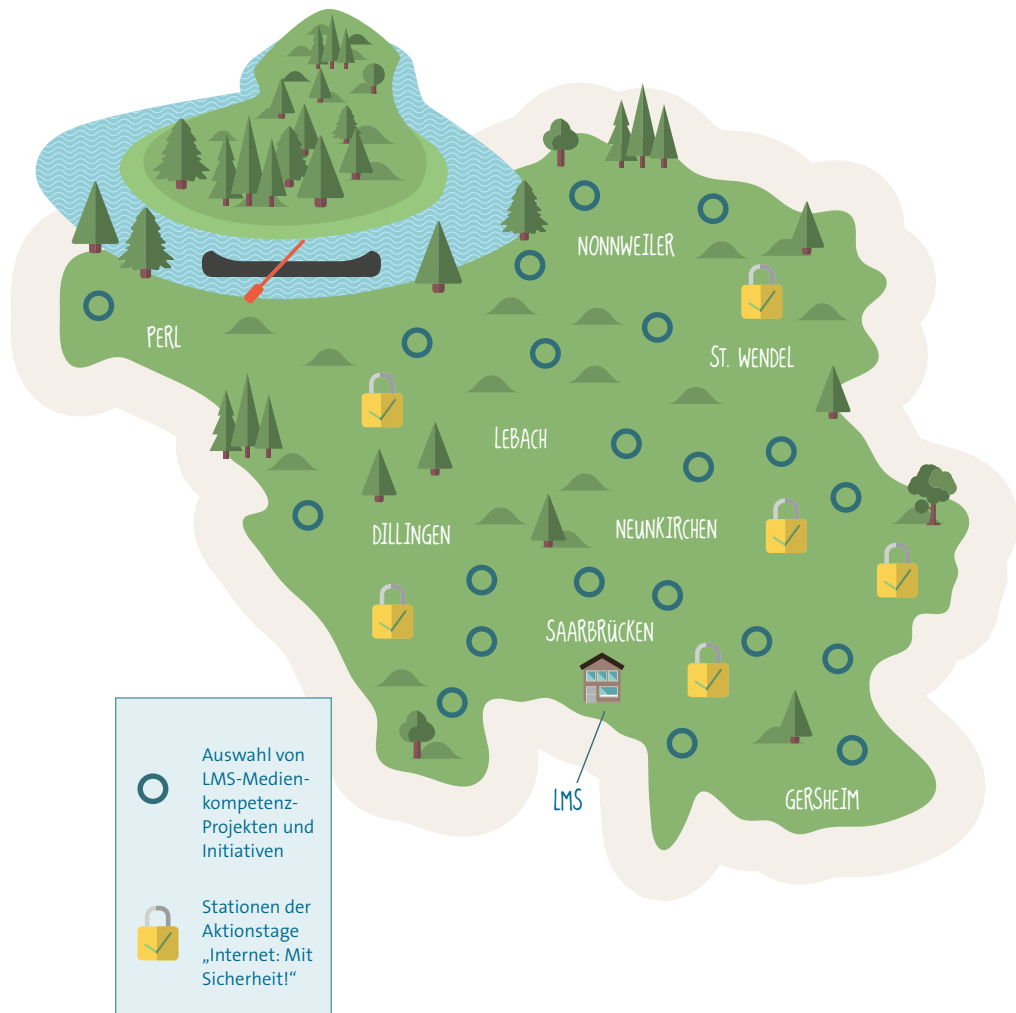 NONNWEILER
PERL
ST. WENDEL
LEBACH
DILLINGEN
NEUNKIRCHEN
SAARBRÜCKEN
LMS
GERSHEIM
Auswahl von
LMS-Medien-
kompetenz-
Projekten und
Initiativen
Stationen der
Aktionstage
„Internet: Mit
Sicherheit!“